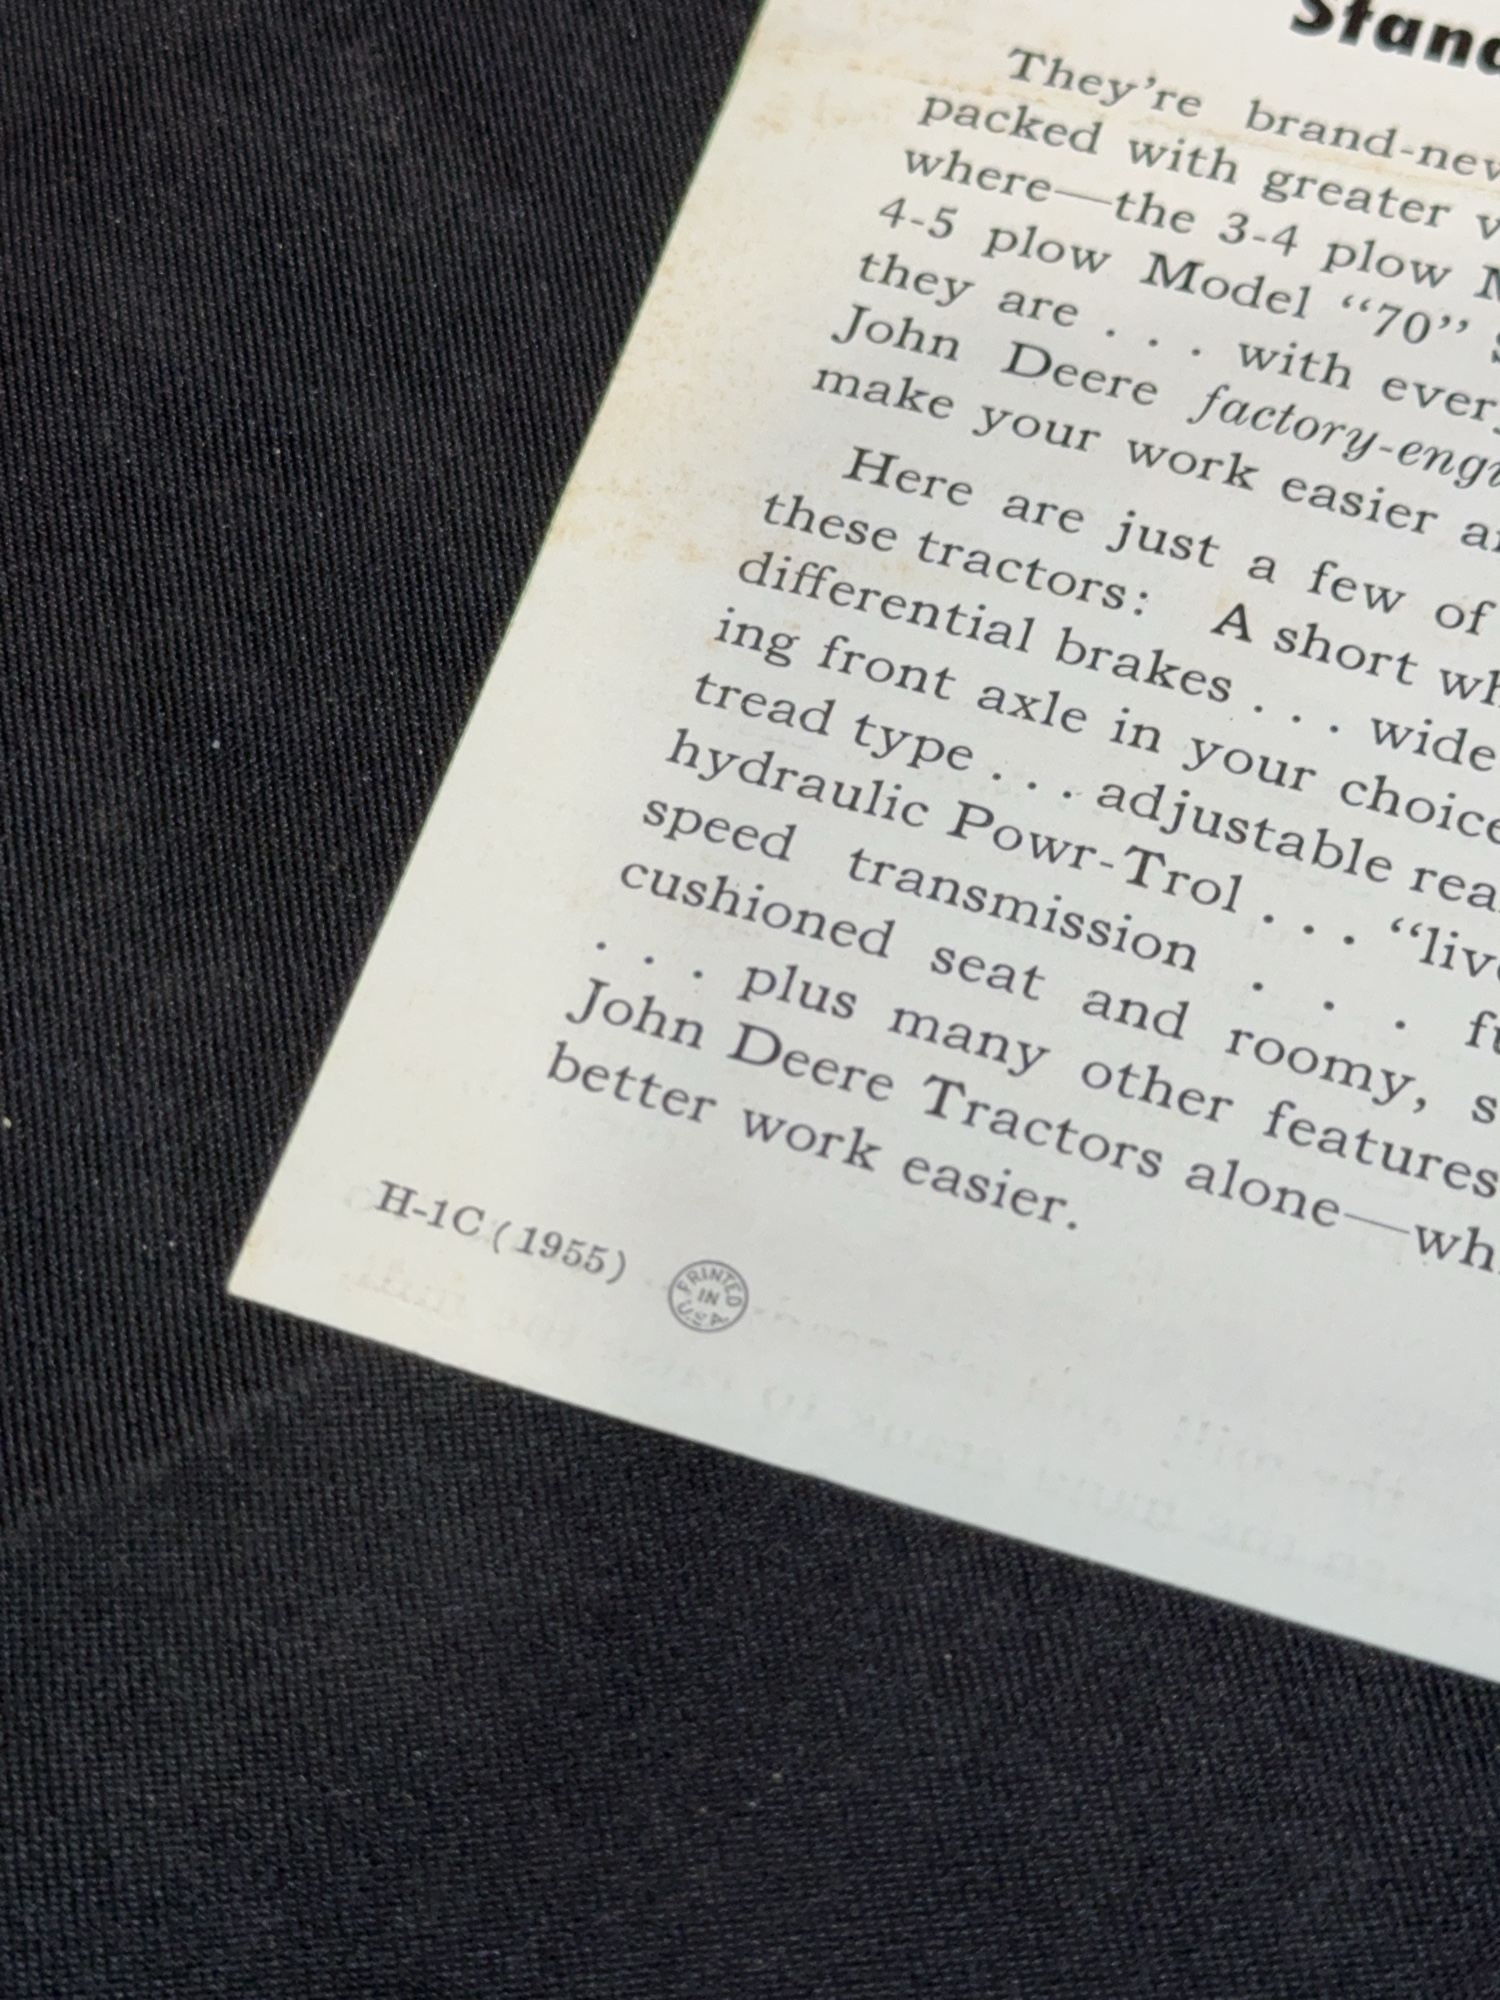 Stand
They're brand-new
packed with greater v
where—the 3-4 plow M
4-5 plow Model “70” S
they are . . . with every
John Deere factory-engi
make your work easier an
Here are just a few of
these tractors: A short wh
differential brakes . . . wide
ing front axle in your choice
tread type . . . adjustable rea
hydraulic Powr-Trol . . . “live
speed transmission . . . fu
cushioned seat and roomy, s
. . . plus many other features
John Deere Tractors alone—wh
better work easier.
H-1C (1955)
PRINTED IN U.S.A.